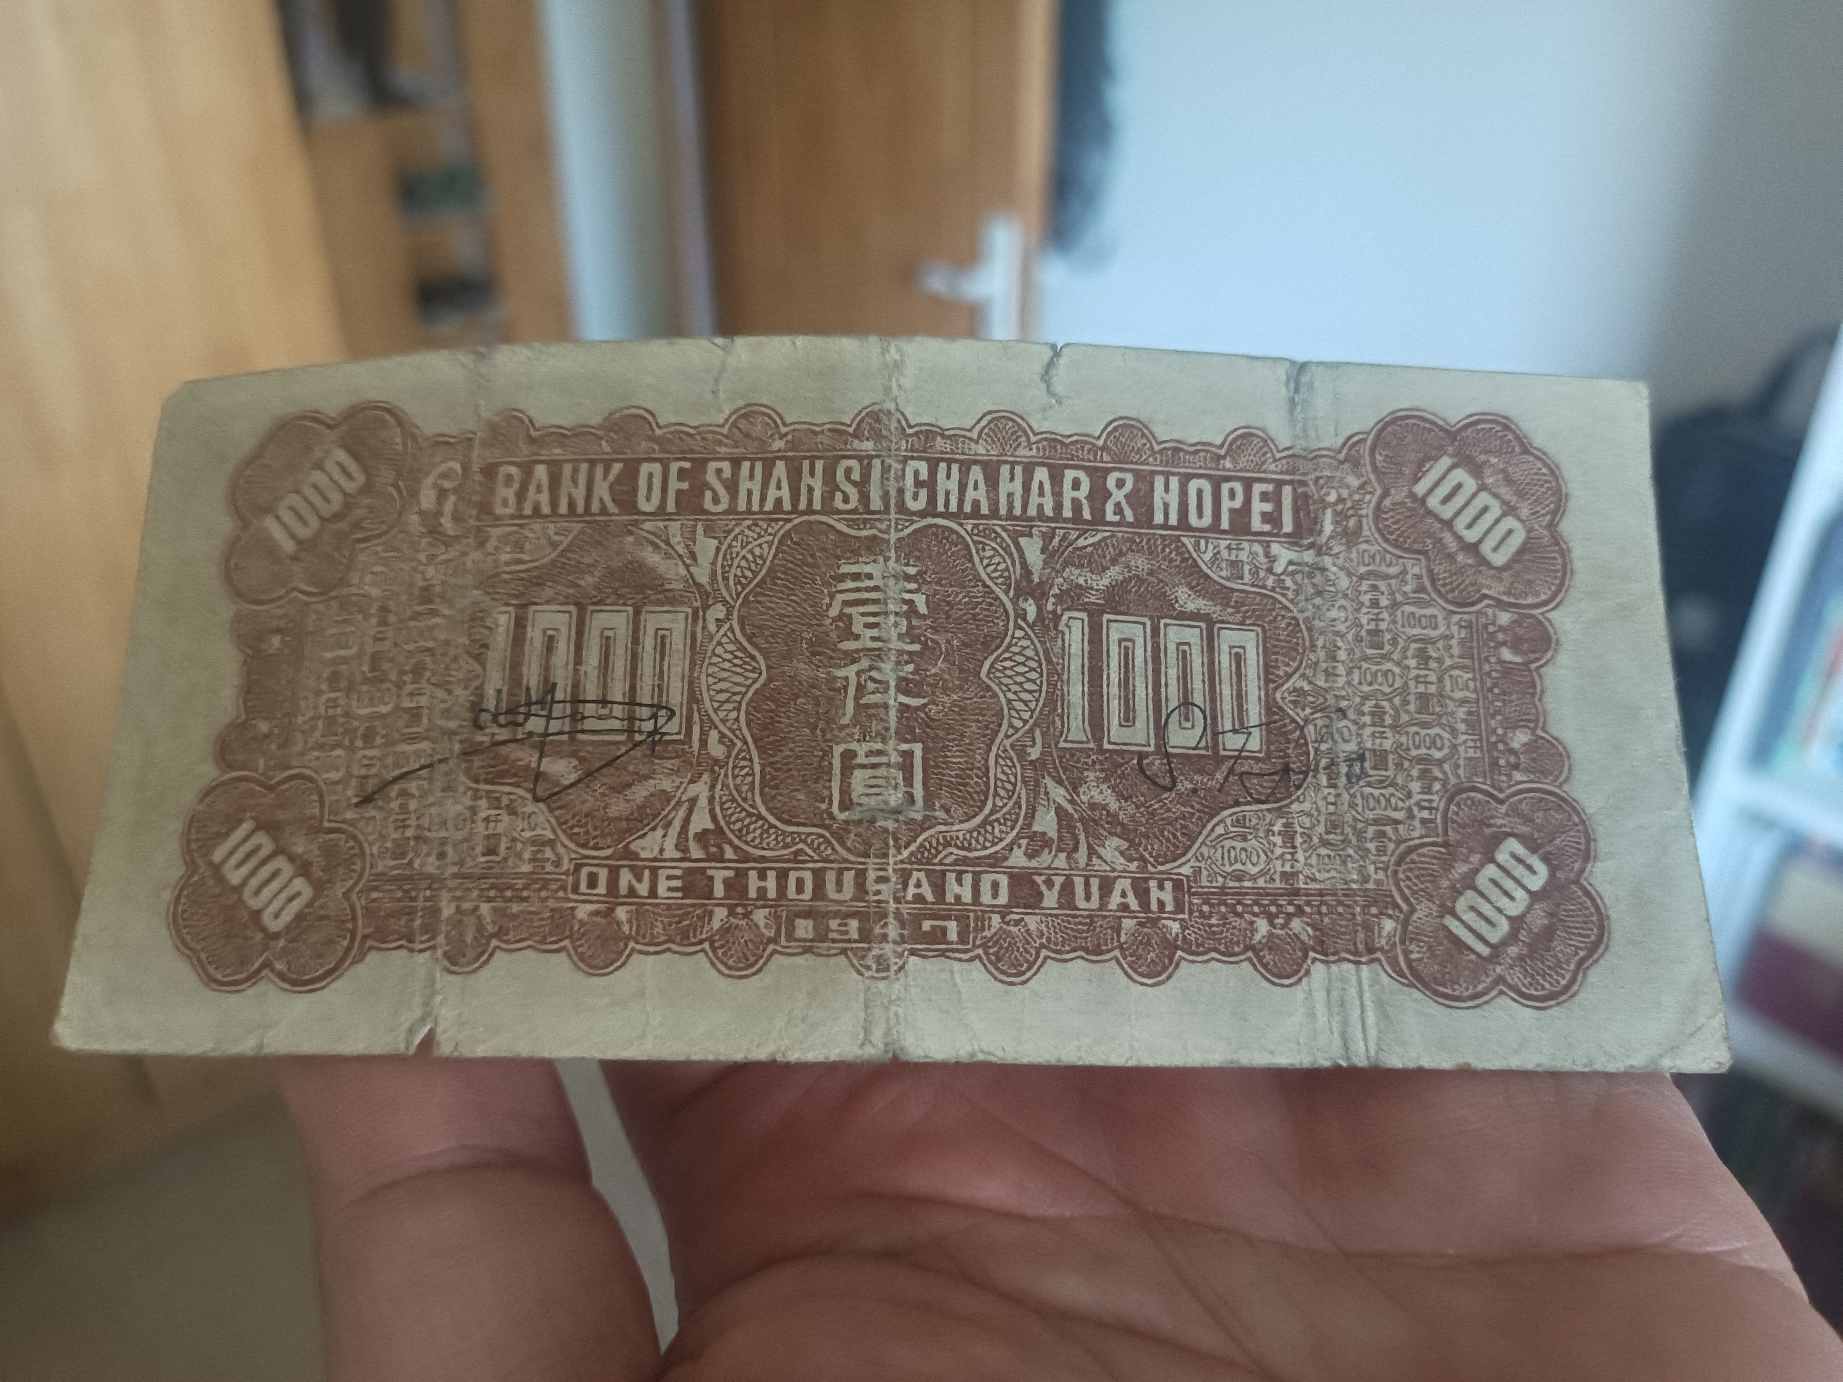 BANK OF SHANSI CHAHAR & HOPEI
1000
1000
1000
壹仟圓
1000
1000
1000
ONE THOUSAND YUAN
1947